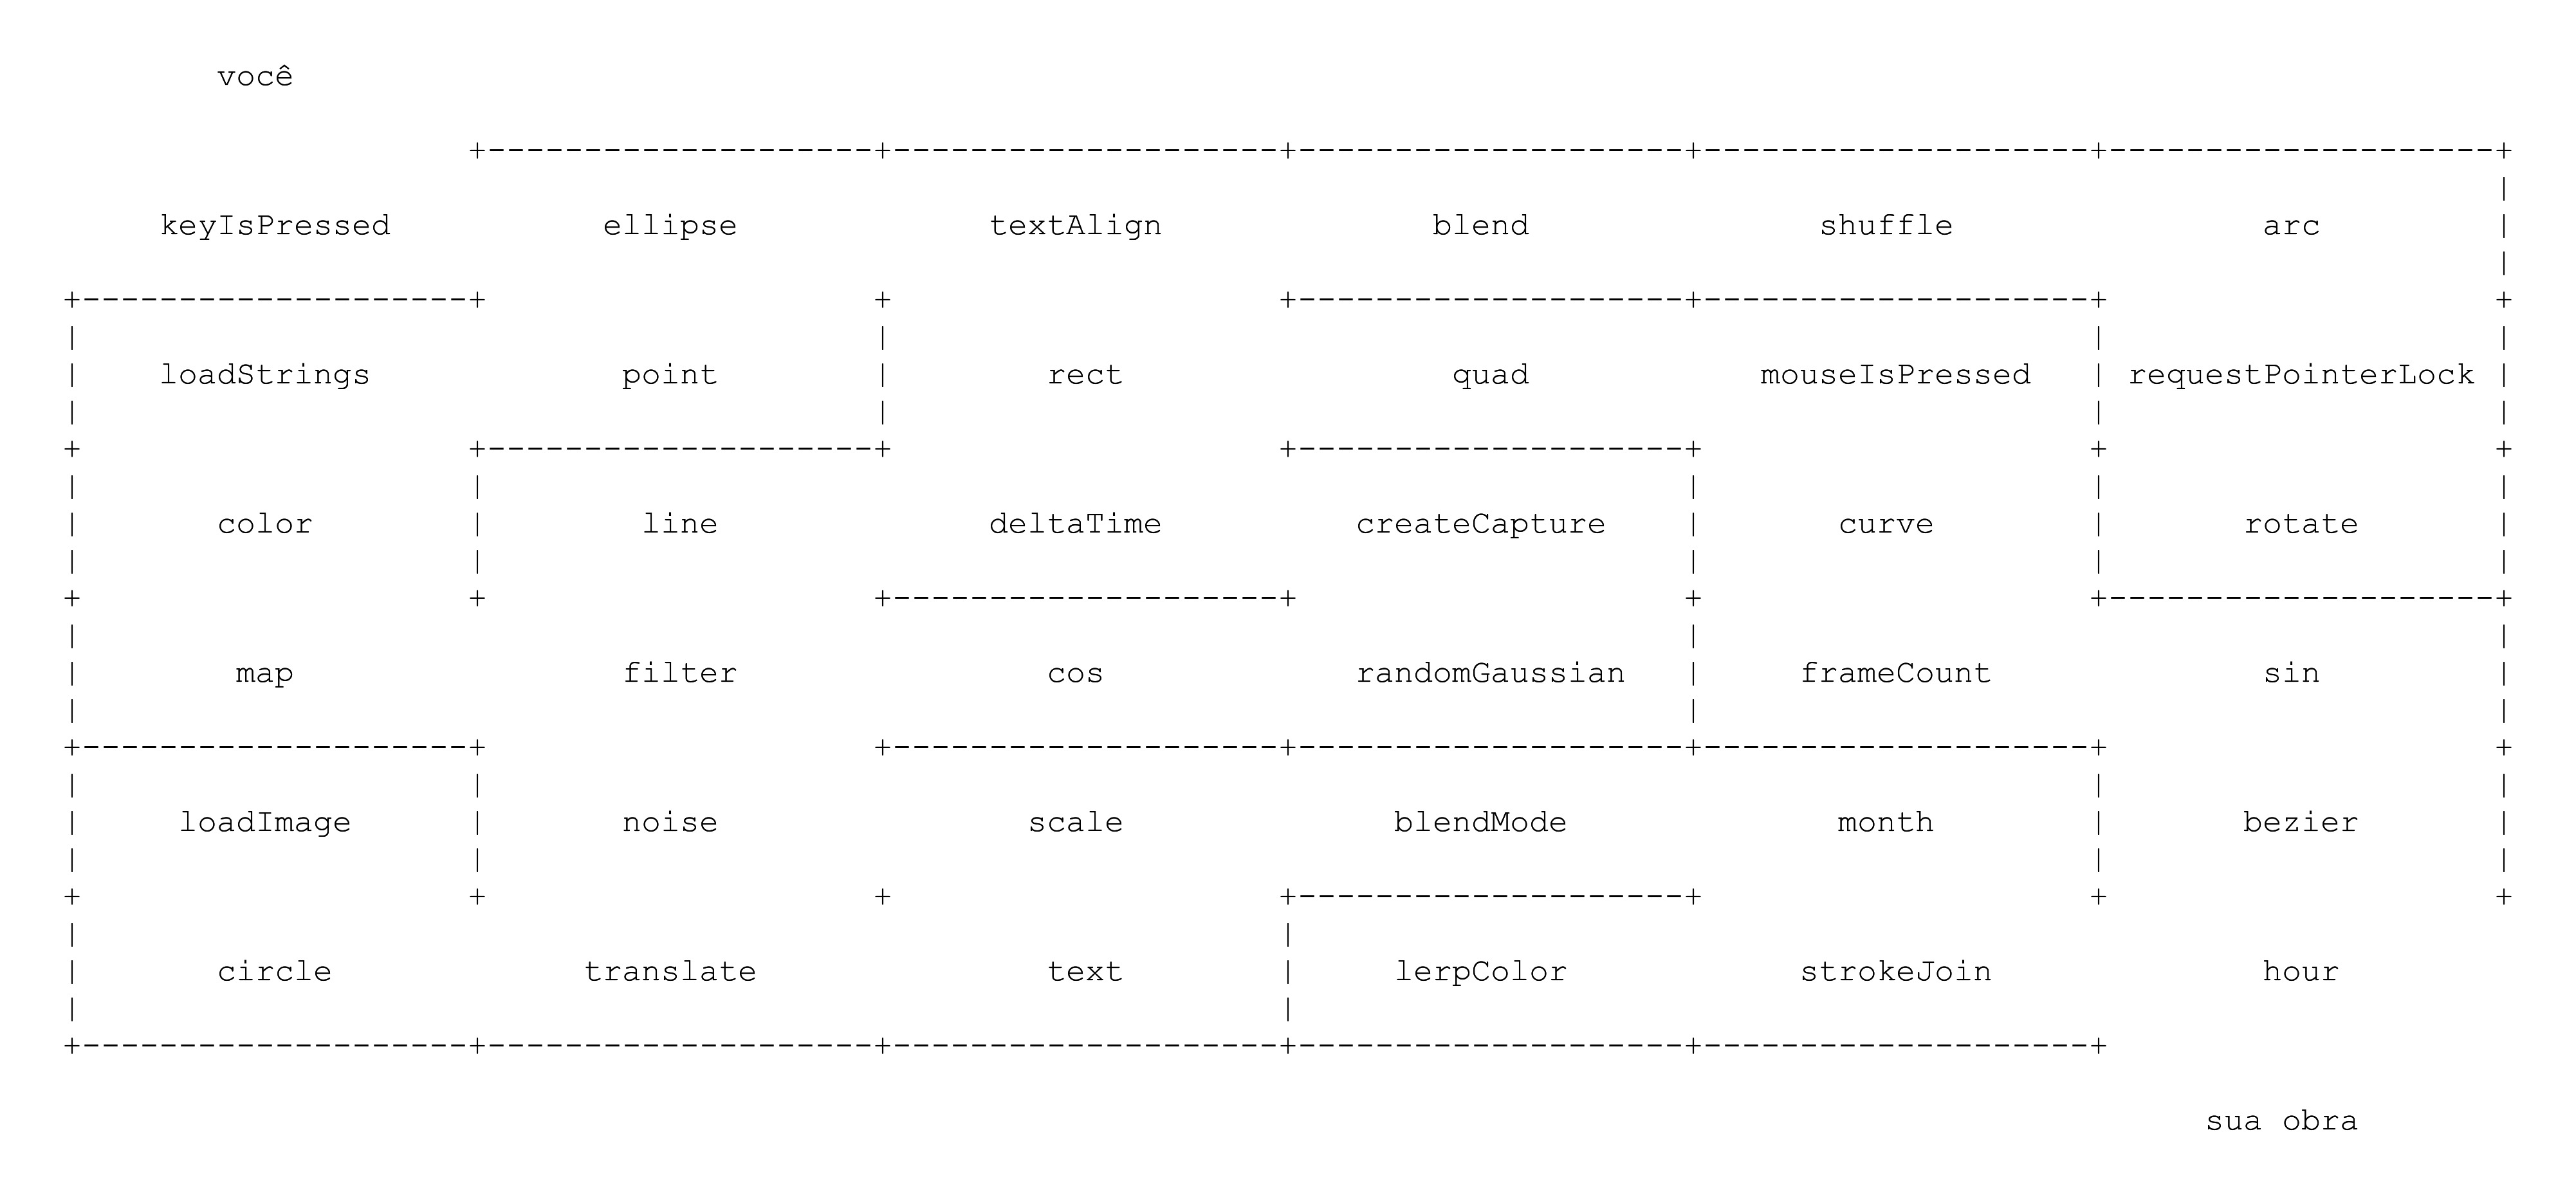 você
keyIsPressed ellipse textAlign blend shuffle arc
loadStrings point rect quad mouseIsPressed requestPointerLock
color line deltaTime createCapture curve rotate
map filter cos randomGaussian frameCount sin
loadImage noise scale blendMode month bezier
circle translate text lerpColor strokeJoin hour
sua obra